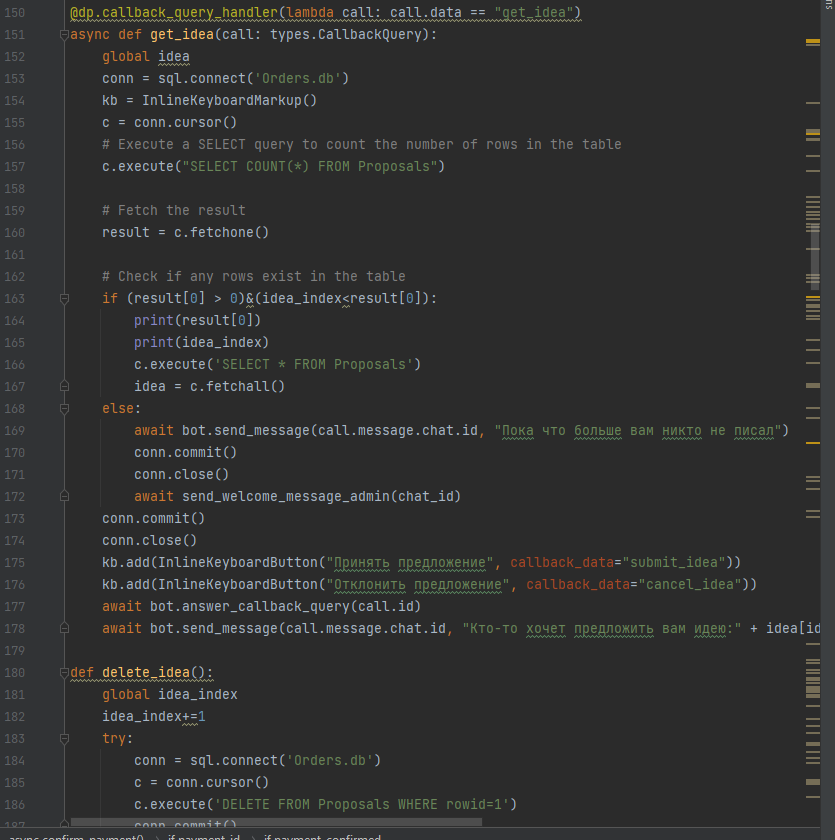 150 @dp.callback_query_handler(lambda call: call.data == "get_idea")
151 async def get_idea(call: types.CallbackQuery):
152 global idea
153 conn = sql.connect('Orders.db')
154 kb = InlineKeyboardMarkup()
155 c = conn.cursor()
156 # Execute a SELECT query to count the number of rows in the table
157 c.execute("SELECT COUNT(*) FROM Proposals")
158
159 # Fetch the result
160 result = c.fetchone()
161
162 # Check if any rows exist in the table
163 if (result[0] > 0)&(idea_index<result[0]):
164 print(result[0])
165 print(idea_index)
166 c.execute('SELECT * FROM Proposals')
167 idea = c.fetchall()
168 else:
169 await bot.send_message(call.message.chat.id, "Пока что больше вам никто не писал")
170 conn.commit()
171 conn.close()
172 await send_welcome_message_admin(chat_id)
173 conn.commit()
174 conn.close()
175 kb.add(InlineKeyboardButton("Принять предложение", callback_data="submit_idea"))
176 kb.add(InlineKeyboardButton("Отклонить предложение", callback_data="cancel_idea"))
177 await bot.answer_callback_query(call.id)
178 await bot.send_message(call.message.chat.id, "Кто-то хочет предложить вам идею:" + idea[id
179
180 def delete_idea():
181 global idea_index
182 idea_index+=1
183 try:
184 conn = sql.connect('Orders.db')
185 c = conn.cursor()
186 c.execute('DELETE FROM Proposals WHERE rowid=1')
187 conn.commit()
async confirm_payment() › if payment_id › if payment_confirmed